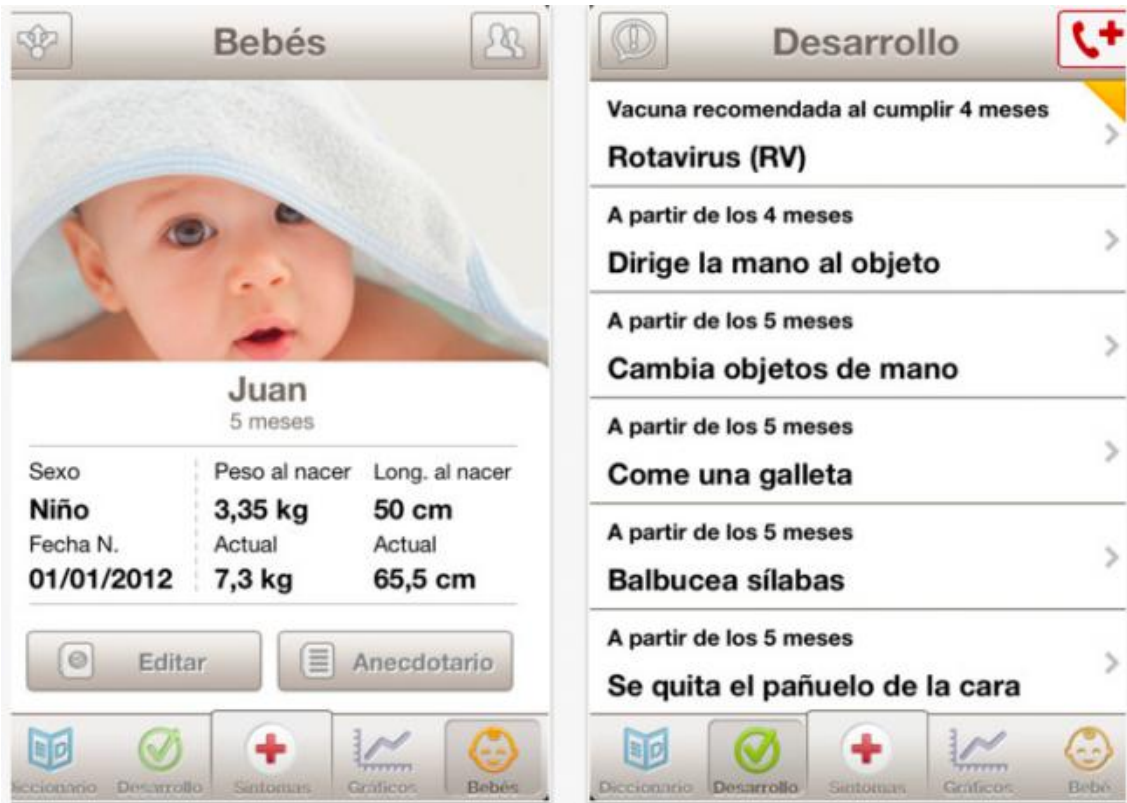 Bebés
Juan
5 meses
Sexo
Niño
Fecha N.
01/01/2012
Peso al nacer
3,35 kg
Actual
7,3 kg
Long. al nacer
50 cm
Actual
65,5 cm
Editar
Anecdotario
iccionario Desarrollo Síntomas Gráficos Bebés
Desarrollo
Vacuna recomendada al cumplir 4 meses
Rotavirus (RV)
A partir de los 4 meses
Dirige la mano al objeto
A partir de los 5 meses
Cambia objetos de mano
A partir de los 5 meses
Come una galleta
A partir de los 5 meses
Balbucea sílabas
A partir de los 5 meses
Se quita el pañuelo de la cara
Diccionario Desarrollo Síntomas Gráficos Bebé